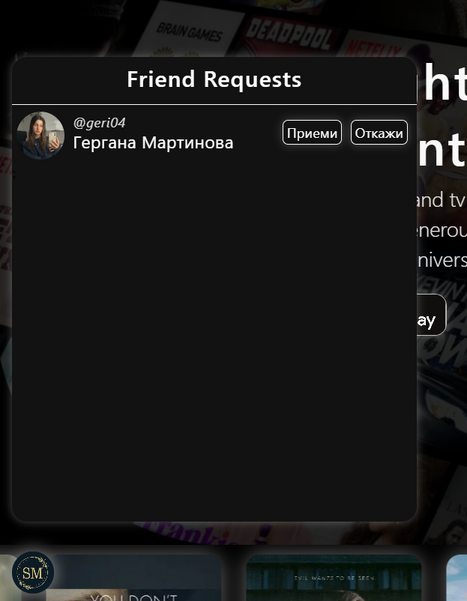 BRAIN GAMES
DEADPOOL
NETFLIX
Friend Requests
ht
@geri04
Гергана Мартинова
Приеми
Откажи
nt
and tv
enerou
nivers
ay
SM
YOU DON'T
EVIL WANTS TO BE SEEN